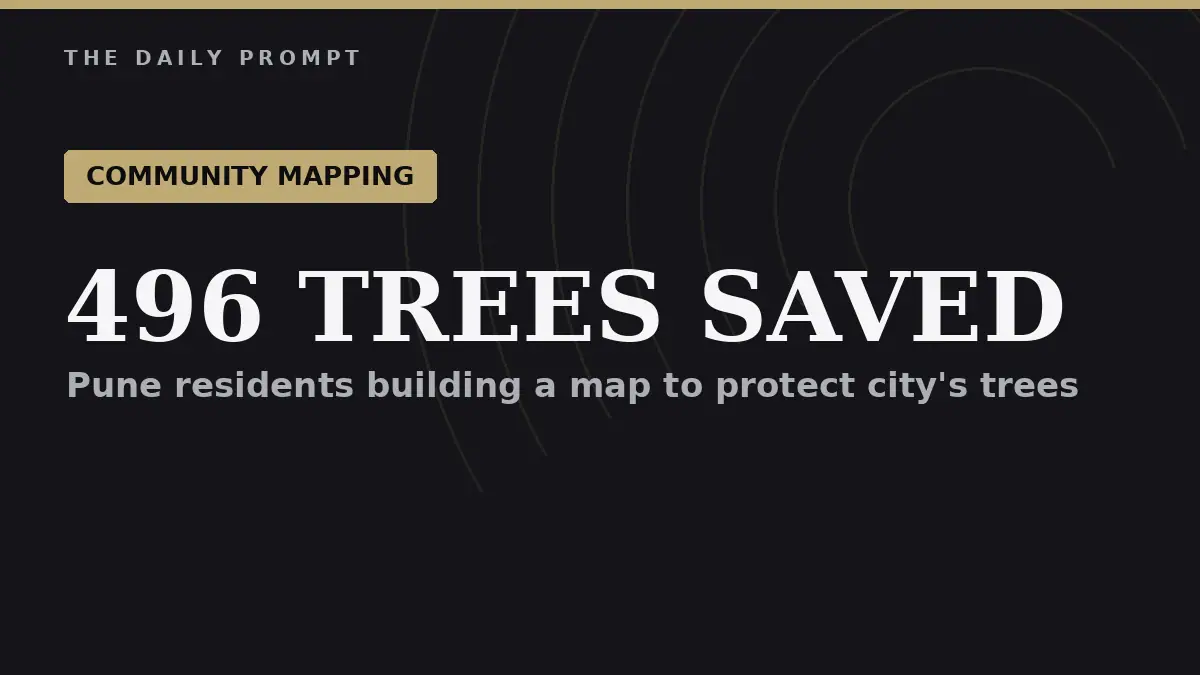 THE DAILY PROMPT
COMMUNITY MAPPING
496 TREES SAVED
Pune residents building a map to protect city's trees